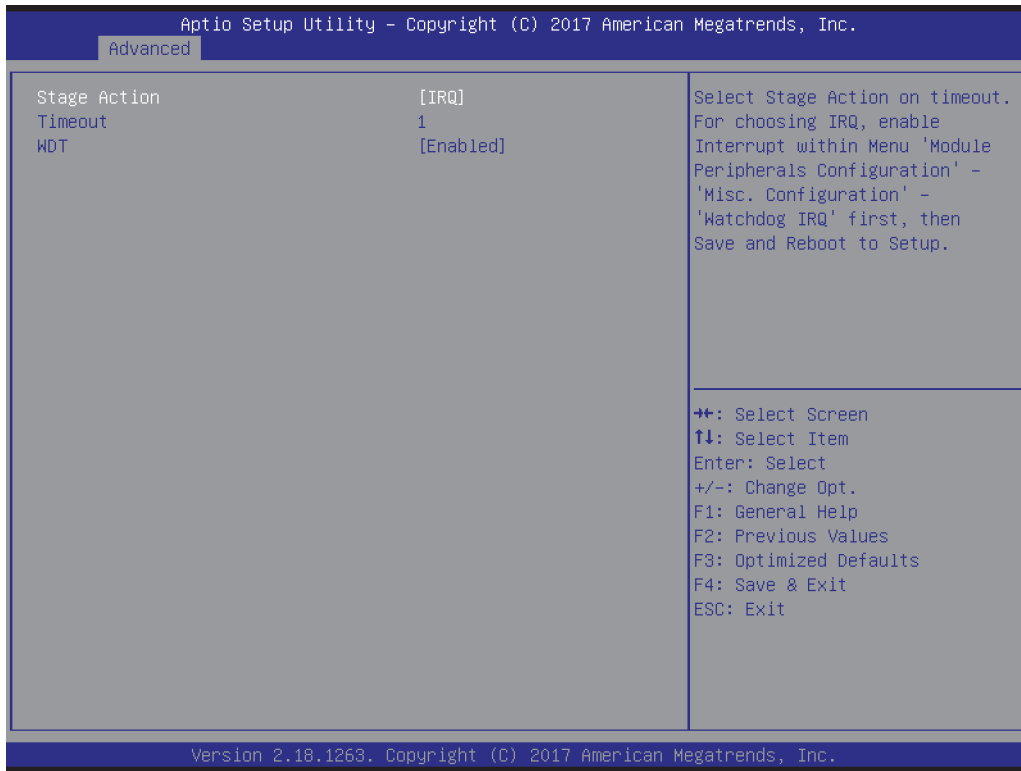 Aptio Setup Utility – Copyright (C) 2017 American Megatrends, Inc.
Advanced
Stage Action [IRQ]
Timeout 1
WDT [Enabled]
Select Stage Action on timeout.
For choosing IRQ, enable
Interrupt within Menu 'Module
Peripherals Configuration' –
'Misc. Configuration' –
'Watchdog IRQ' first, then
Save and Reboot to Setup.
→←: Select Screen
↑↓: Select Item
Enter: Select
+/-: Change Opt.
F1: General Help
F2: Previous Values
F3: Optimized Defaults
F4: Save & Exit
ESC: Exit
Version 2.18.1263. Copyright (C) 2017 American Megatrends, Inc.